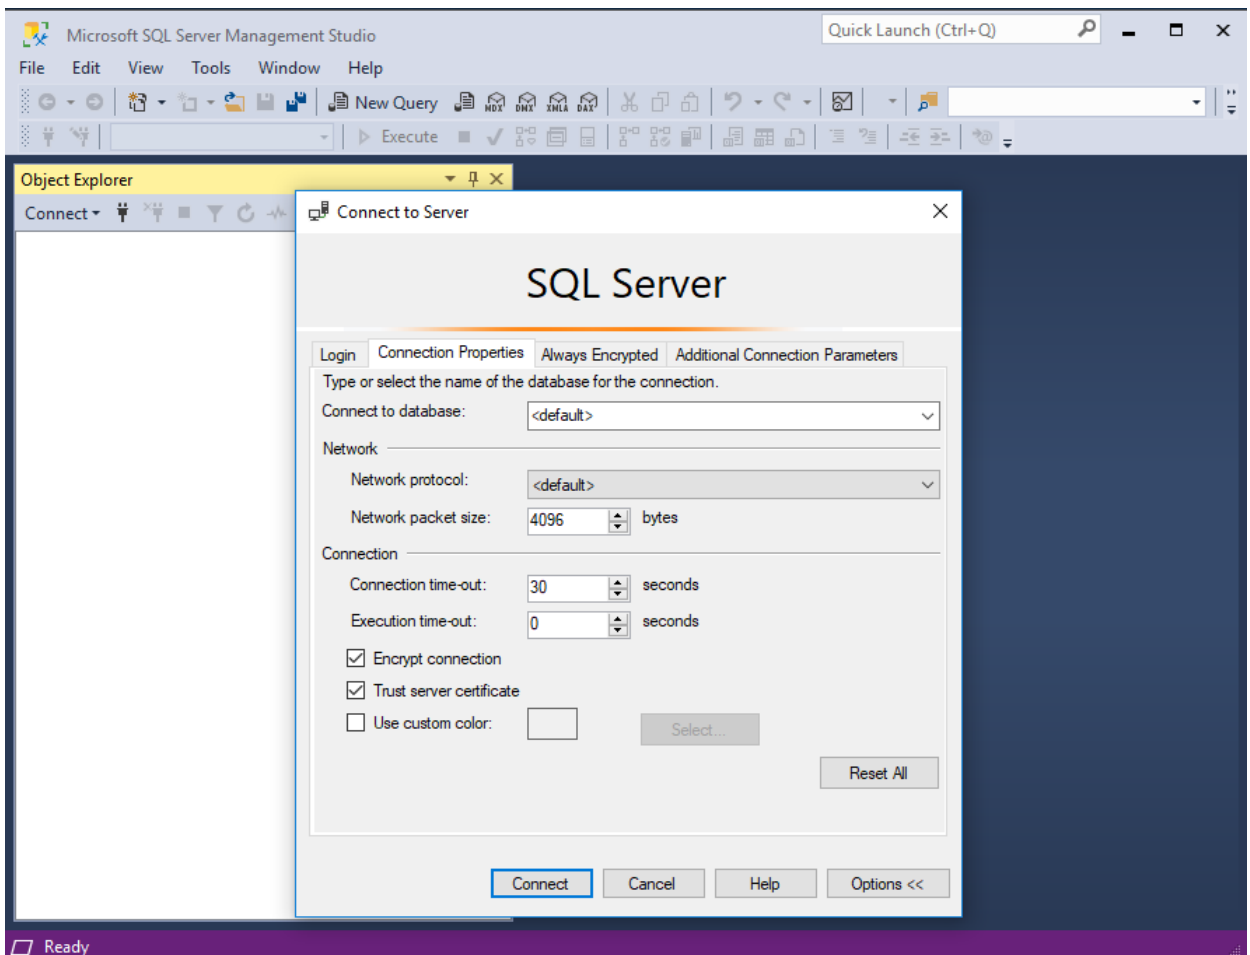 Microsoft SQL Server Management Studio
Quick Launch (Ctrl+Q)
File Edit View Tools Window Help
New Query MDX DMX XMLA DAX
Execute
Object Explorer
Connect
Connect to Server
SQL Server
Login Connection Properties Always Encrypted Additional Connection Parameters
Type or select the name of the database for the connection.
Connect to database: <default>
Network
Network protocol: <default>
Network packet size: 4096 bytes
Connection
Connection time-out: 30 seconds
Execution time-out: 0 seconds
Encrypt connection
Trust server certificate
Use custom color: Select...
Reset All
Connect Cancel Help Options <<
Ready